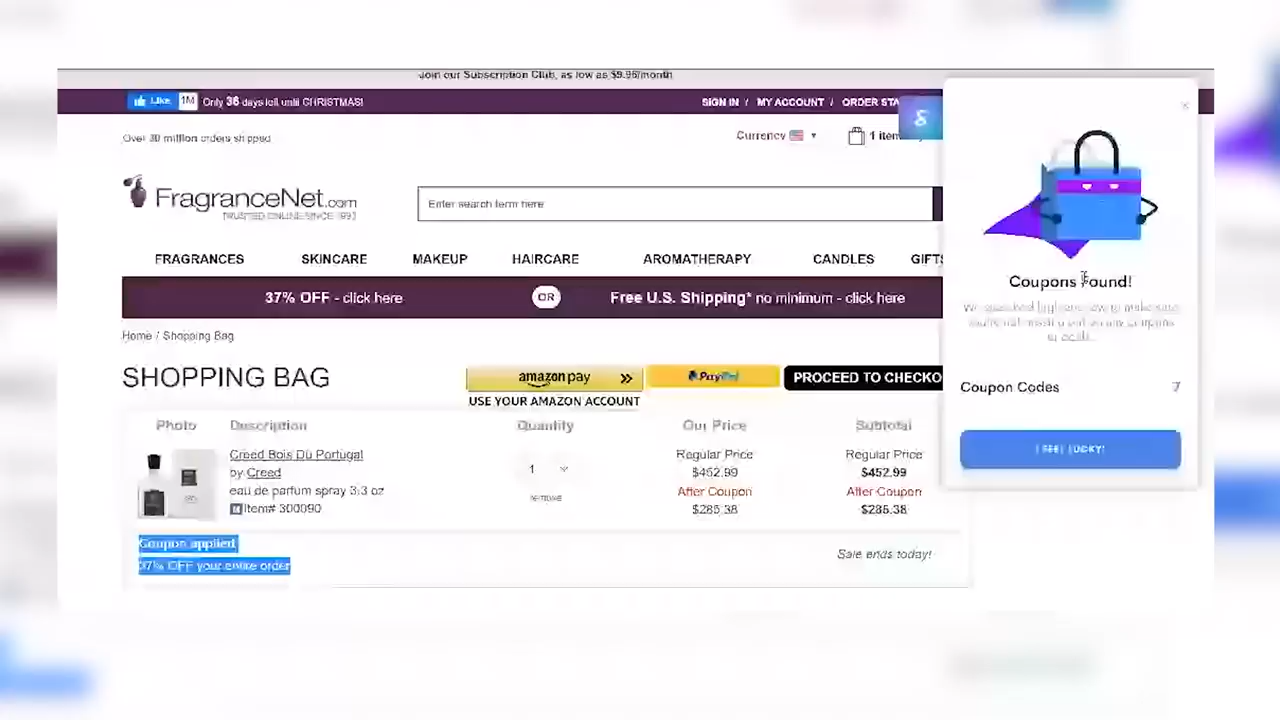 Join our Subscription Club, as low as $9.95/month
Like 1M Only 36 days left until CHRISTMAS!
SIGN IN / MY ACCOUNT / ORDER STA
Over 30 million orders shipped
Currency
1 item
FragranceNet.com
TRUSTED ONLINE SINCE 1997
Enter search term here
FRAGRANCES SKINCARE MAKEUP HAIRCARE AROMATHERAPY CANDLES GIFTS
37% OFF - click here OR Free U.S. Shipping* no minimum - click here
Home / Shopping Bag
SHOPPING BAG
amazon pay
USE YOUR AMAZON ACCOUNT
PayPal
PROCEED TO CHECKO
Photo Description Quantity Our Price Subtotal
Creed Bois Du Portugal
by Creed
eau de parfum spray 3.3 oz
M Item# 300090
1
remove
Regular Price
$452.99
After Coupon
$285.38
Regular Price
$452.99
After Coupon
$285.38
Coupon applied
37% OFF your entire order
Sale ends today!
Coupons Found!
Coupon Codes 7
I FEEL LUCKY!